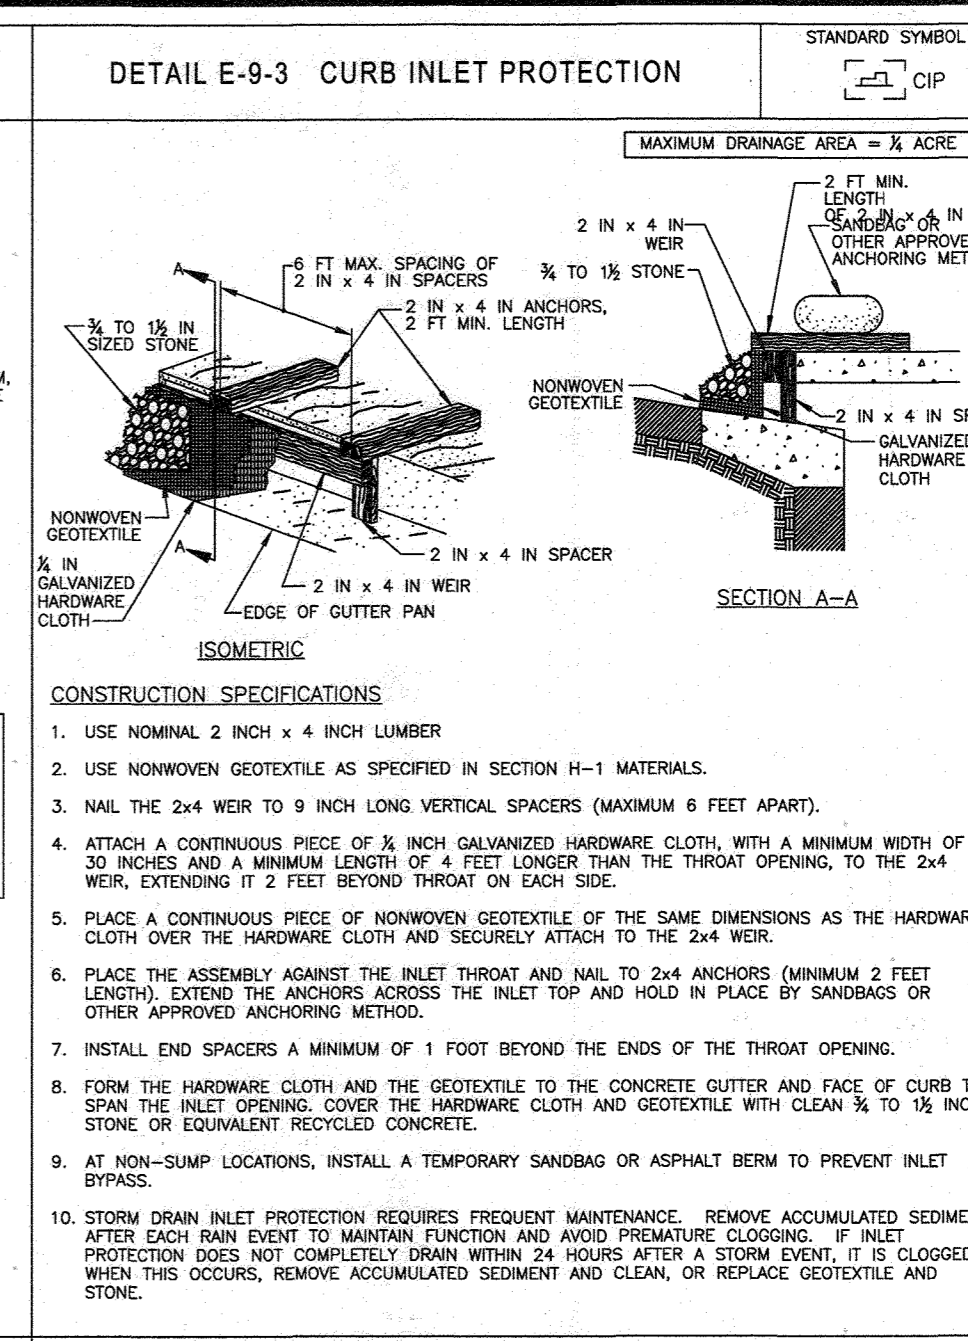 DETAIL E-9-3 CURB INLET PROTECTION
STANDARD SYMBOL
CIP
MAXIMUM DRAINAGE AREA = ¼ ACRE
2 FT MIN.
LENGTH
OF 2 IN x 4 IN
SANDBAG OR
OTHER APPROVE
ANCHORING MET
2 IN x 4 IN
WEIR
¾ TO 1½ STONE
NONWOVEN
GEOTEXTILE
2 IN x 4 IN SP
GALVANIZED
HARDWARE
CLOTH
SECTION A-A
A
6 FT MAX. SPACING OF
2 IN x 4 IN SPACERS
2 IN x 4 IN ANCHORS,
2 FT MIN. LENGTH
¾ TO 1½ IN
SIZED STONE
NONWOVEN
GEOTEXTILE
A
¼ IN
GALVANIZED
HARDWARE
CLOTH
2 IN x 4 IN SPACER
2 IN x 4 IN WEIR
EDGE OF GUTTER PAN
ISOMETRIC
CONSTRUCTION SPECIFICATIONS
1. USE NOMINAL 2 INCH x 4 INCH LUMBER
2. USE NONWOVEN GEOTEXTILE AS SPECIFIED IN SECTION H-1 MATERIALS.
3. NAIL THE 2x4 WEIR TO 9 INCH LONG VERTICAL SPACERS (MAXIMUM 6 FEET APART).
4. ATTACH A CONTINUOUS PIECE OF ¼ INCH GALVANIZED HARDWARE CLOTH, WITH A MINIMUM WIDTH OF
30 INCHES AND A MINIMUM LENGTH OF 4 FEET LONGER THAN THE THROAT OPENING, TO THE 2x4
WEIR, EXTENDING IT 2 FEET BEYOND THROAT ON EACH SIDE.
5. PLACE A CONTINUOUS PIECE OF NONWOVEN GEOTEXTILE OF THE SAME DIMENSIONS AS THE HARDWAR
CLOTH OVER THE HARDWARE CLOTH AND SECURELY ATTACH TO THE 2x4 WEIR.
6. PLACE THE ASSEMBLY AGAINST THE INLET THROAT AND NAIL TO 2x4 ANCHORS (MINIMUM 2 FEET
LENGTH). EXTEND THE ANCHORS ACROSS THE INLET TOP AND HOLD IN PLACE BY SANDBAGS OR
OTHER APPROVED ANCHORING METHOD.
7. INSTALL END SPACERS A MINIMUM OF 1 FOOT BEYOND THE ENDS OF THE THROAT OPENING.
8. FORM THE HARDWARE CLOTH AND THE GEOTEXTILE TO THE CONCRETE GUTTER AND FACE OF CURB T
SPAN THE INLET OPENING. COVER THE HARDWARE CLOTH AND GEOTEXTILE WITH CLEAN ¾ TO 1½ INC
STONE OR EQUIVALENT RECYCLED CONCRETE.
9. AT NON-SUMP LOCATIONS, INSTALL A TEMPORARY SANDBAG OR ASPHALT BERM TO PREVENT INLET
BYPASS.
10. STORM DRAIN INLET PROTECTION REQUIRES FREQUENT MAINTENANCE. REMOVE ACCUMULATED SEDIME
AFTER EACH RAIN EVENT TO MAINTAIN FUNCTION AND AVOID PREMATURE CLOGGING. IF INLET
PROTECTION DOES NOT COMPLETELY DRAIN WITHIN 24 HOURS AFTER A STORM EVENT, IT IS CLOGGED
WHEN THIS OCCURS, REMOVE ACCUMULATED SEDIMENT AND CLEAN, OR REPLACE GEOTEXTILE AND
STONE.